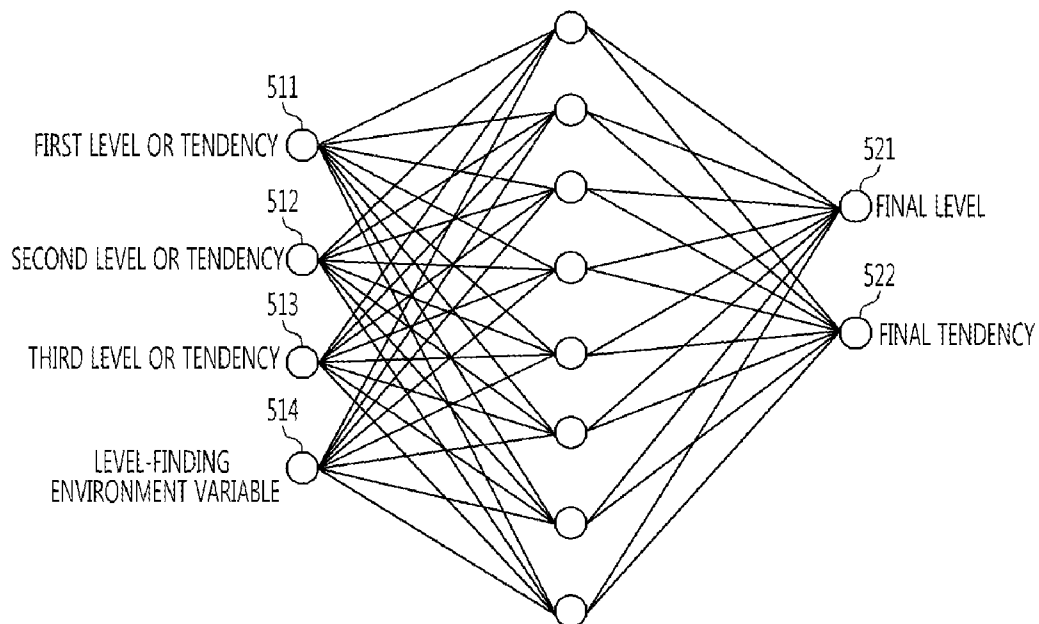 511
FIRST LEVEL OR TENDENCY
512
SECOND LEVEL OR TENDENCY
513
THIRD LEVEL OR TENDENCY
514
LEVEL-FINDING
ENVIRONMENT VARIABLE
521
FINAL LEVEL
522
FINAL TENDENCY